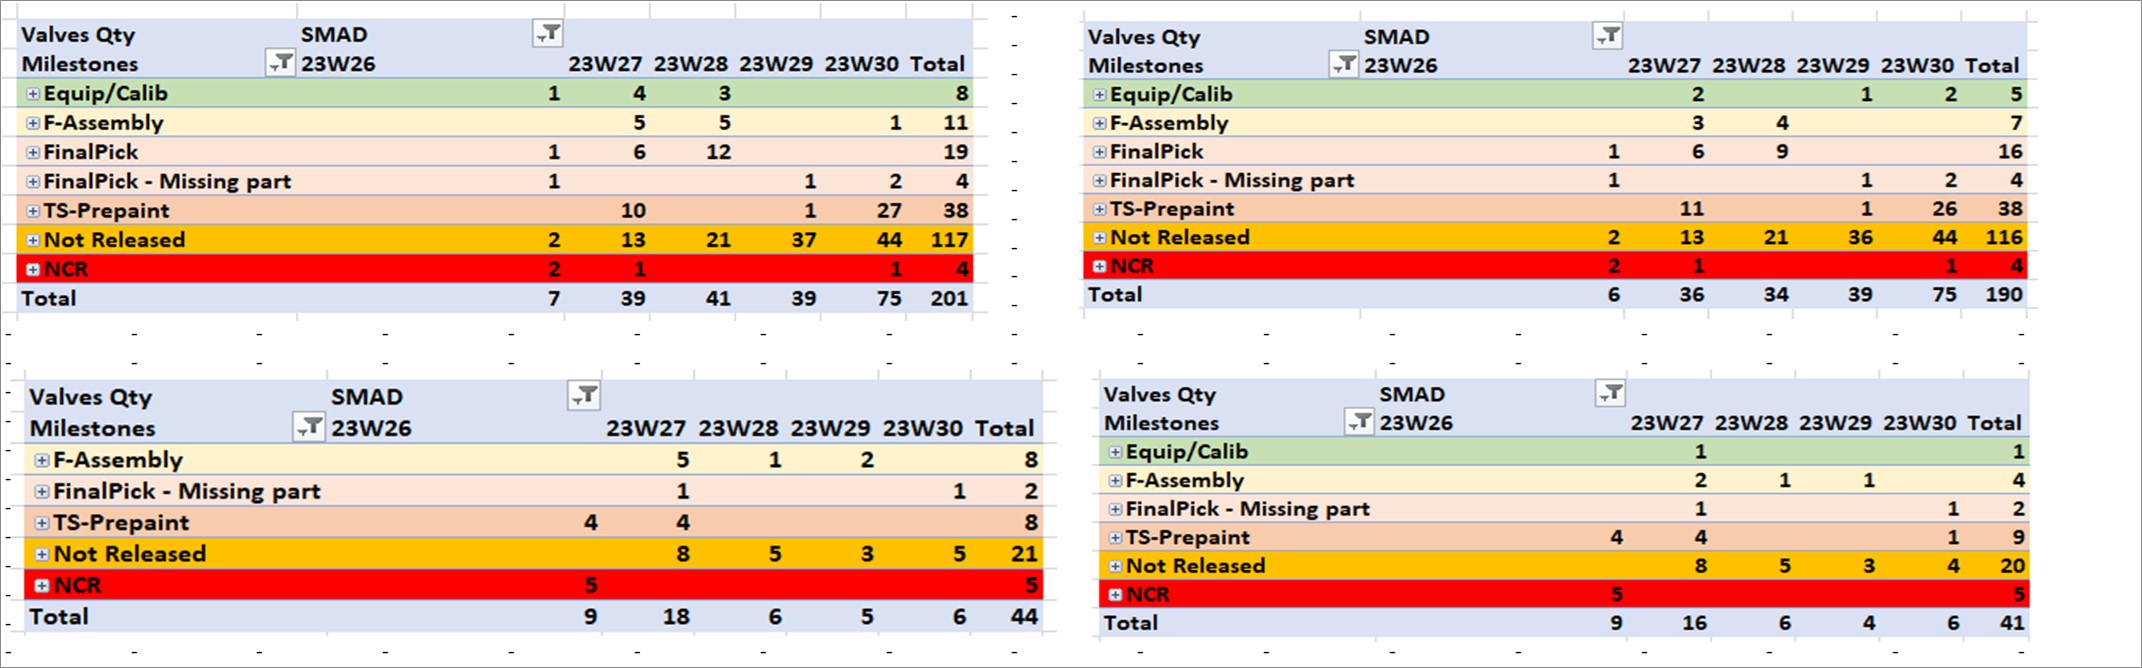 Valves Qty SMAD
Milestones 23W26 23W27 23W28 23W29 23W30 Total
Equip/Calib 1 4 3 8
F-Assembly 5 5 1 11
FinalPick 1 6 12 19
FinalPick - Missing part 1 1 2 4
TS-Prepaint 10 1 27 38
Not Released 2 13 21 37 44 117
NCR 2 1 1 4
Total 7 39 41 39 75 201
Valves Qty SMAD
Milestones 23W26 23W27 23W28 23W29 23W30 Total
Equip/Calib 2 1 2 5
F-Assembly 3 4 7
FinalPick 1 6 9 16
FinalPick - Missing part 1 1 2 4
TS-Prepaint 11 1 26 38
Not Released 2 13 21 36 44 116
NCR 2 1 1 4
Total 6 36 34 39 75 190
Valves Qty SMAD
Milestones 23W26 23W27 23W28 23W29 23W30 Total
F-Assembly 5 1 2 8
FinalPick - Missing part 1 1 2
TS-Prepaint 4 4 8
Not Released 8 5 3 5 21
NCR 5 5
Total 9 18 6 5 6 44
Valves Qty SMAD
Milestones 23W26 23W27 23W28 23W29 23W30 Total
Equip/Calib 1 1
F-Assembly 2 1 1 4
FinalPick - Missing part 1 1 2
TS-Prepaint 4 4 1 9
Not Released 8 5 3 4 20
NCR 5 5
Total 9 16 6 4 6 41